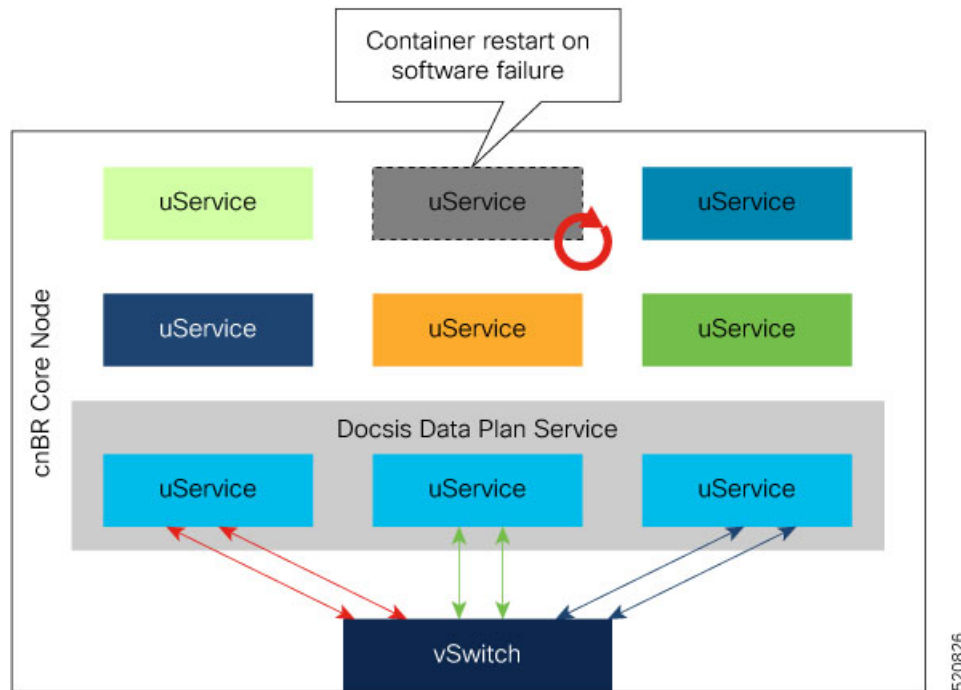 Container restart on
software failure
uService
uService
uService
cnBR Core Node
uService
uService
uService
Docsis Data Plan Service
uService
uService
uService
vSwitch
520826